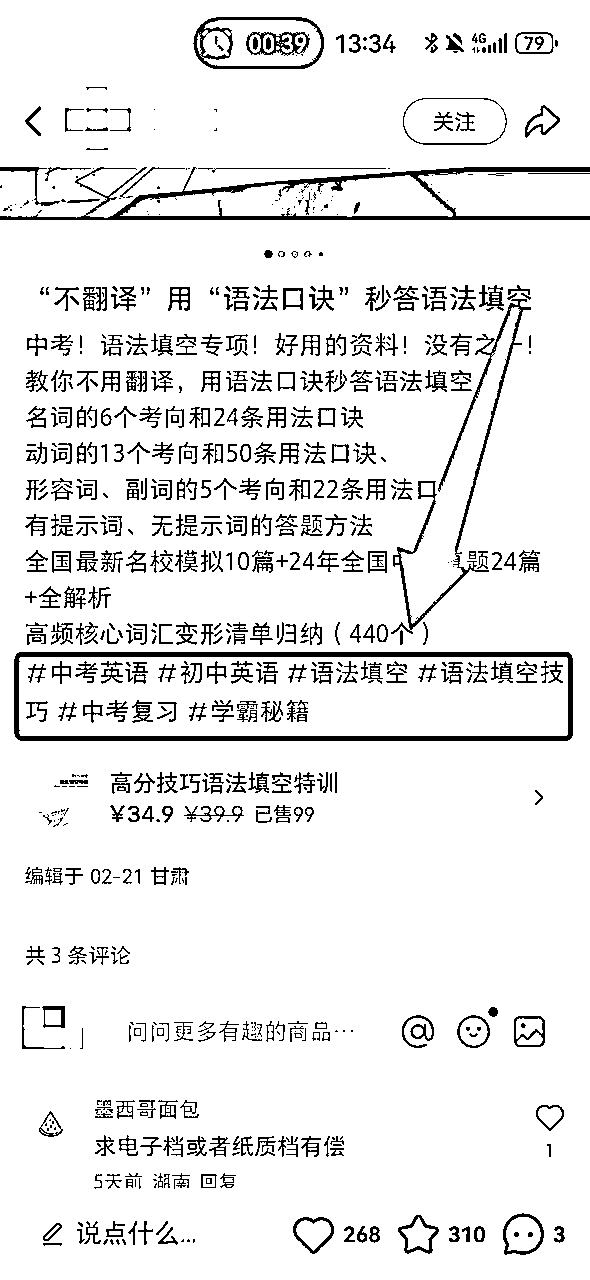 00:39 13:34 4G 79
关注
“不翻译”用“语法口诀”秒答语法填空
中考！语法填空专项！好用的资料！没有之一！
教你不用翻译，用语法口诀秒答语法填空
名词的6个考向和24条用法口诀
动词的13个考向和50条用法口诀、
形容词、副词的5个考向和22条用法口
有提示词、无提示词的答题方法
全国最新名校模拟10篇+24年全国中 真题24篇
+全解析
高频核心词汇变形清单归纳（440个）
#中考英语 #初中英语 #语法填空 #语法填空技
巧 #中考复习 #学霸秘籍
高分技巧语法填空特训
¥34.9 ¥39.9 已售99
编辑于 02-21 甘肃
共 3 条评论
问问更多有趣的商品…
墨西哥面包
求电子档或者纸质档有偿
1
5天前 湖南 回复
说点什么... 268 310 3